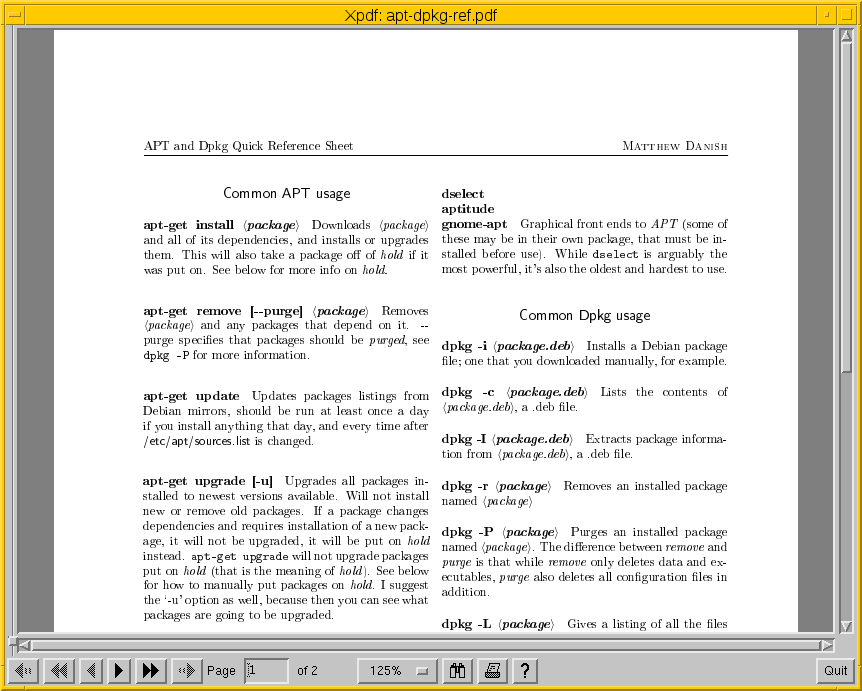 Xpdf: apt-dpkg-ref.pdf
APT and Dpkg Quick Reference Sheet
MATTHEW DANISH
Common APT usage
apt-get install ⟨package⟩ Downloads ⟨package⟩
and all of its dependencies, and installs or upgrades
them. This will also take a package off of hold if it
was put on. See below for more info on hold.
apt-get remove [--purge] ⟨package⟩ Removes
⟨package⟩ and any packages that depend on it. --
purge specifies that packages should be purged, see
dpkg -P for more information.
apt-get update Updates packages listings from
Debian mirrors, should be run at least once a day
if you install anything that day, and every time after
/etc/apt/sources.list is changed.
apt-get upgrade [-u] Upgrades all packages in-
stalled to newest versions available. Will not install
new or remove old packages. If a package changes
dependencies and requires installation of a new pack-
age, it will not be upgraded, it will be put on hold
instead. apt-get upgrade will not upgrade packages
put on hold (that is the meaning of hold). See below
for how to manually put packages on hold. I suggest
the ‘-u’ option as well, because then you can see what
packages are going to be upgraded.
dselect
aptitude
gnome-apt Graphical front ends to APT (some of
these may be in their own package, that must be in-
stalled before use). While dselect is arguably the
most powerful, it's also the oldest and hardest to use.
Common Dpkg usage
dpkg -i ⟨package.deb⟩ Installs a Debian package
file; one that you downloaded manually, for example.
dpkg -c ⟨package.deb⟩ Lists the contents of
⟨package.deb⟩, a .deb file.
dpkg -I ⟨package.deb⟩ Extracts package informa-
tion from ⟨package.deb⟩, a .deb file.
dpkg -r ⟨package⟩ Removes an installed package
named ⟨package⟩
dpkg -P ⟨package⟩ Purges an installed package
named ⟨package⟩. The difference between remove and
purge is that while remove only deletes data and ex-
ecutables, purge also deletes all configuration files in
addition.
dpkg -L ⟨package⟩ Gives a listing of all the files
Page 1 of 2 125% ? Quit